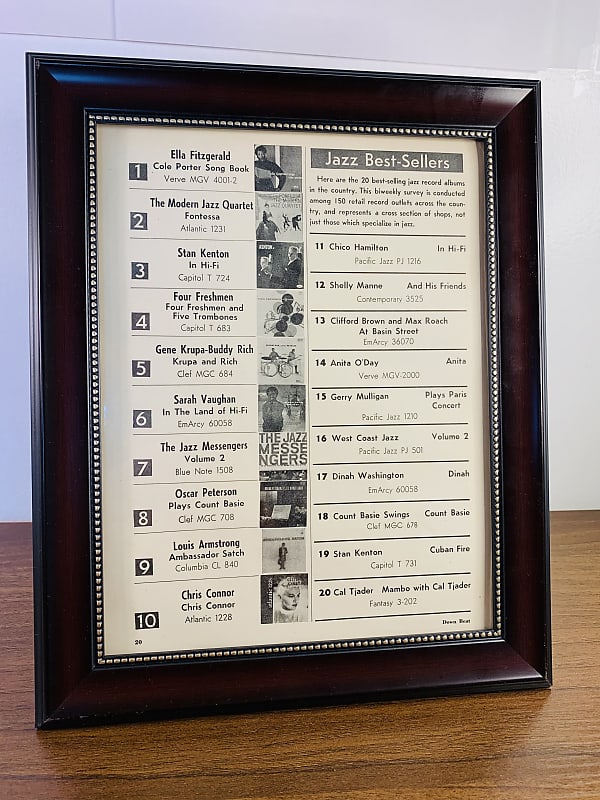 1
Ella Fitzgerald
Cole Porter Song Book
Verve MGV 4001-2
2
The Modern Jazz Quartet
Fontessa
Atlantic 1231
3
Stan Kenton
In Hi-Fi
Capitol T 724
4
Four Freshmen
Four Freshmen and
Five Trombones
Capitol T 683
5
Gene Krupa-Buddy Rich
Krupa and Rich
Clef MGC 684
6
Sarah Vaughan
In The Land of Hi-Fi
EmArcy 60058
7
The Jazz Messengers
Volume 2
Blue Note 1508
THE JAZZ
MESSE
NGERS
8
Oscar Peterson
Plays Count Basie
Clef MGC 708
9
Louis Armstrong
Ambassador Satch
Columbia CL 840
10
Chris Connor
Chris Connor
Atlantic 1228
20
Jazz Best-Sellers
Here are the 20 best-selling jazz record albums
in the country. This biweekly survey is conducted
among 150 retail record outlets across the coun-
try, and represents a cross section of shops, not
just those which specialize in jazz.
11 Chico Hamilton In Hi-Fi
Pacific Jazz PJ 1216
12 Shelly Manne And His Friends
Contemporary 3525
13 Clifford Brown and Max Roach
At Basin Street
EmArcy 36070
14 Anita O'Day Anita
Verve MGV-2000
15 Gerry Mulligan Plays Paris
Concert
Pacific Jazz 1210
16 West Coast Jazz Volume 2
Pacific Jazz PJ 501
17 Dinah Washington Dinah
EmArcy 60058
18 Count Basie Swings Count Basie
Clef MGC 678
19 Stan Kenton Cuban Fire
Capitol T 731
20 Cal Tjader Mambo with Cal Tjader
Fantasy 3-202
Down Beat